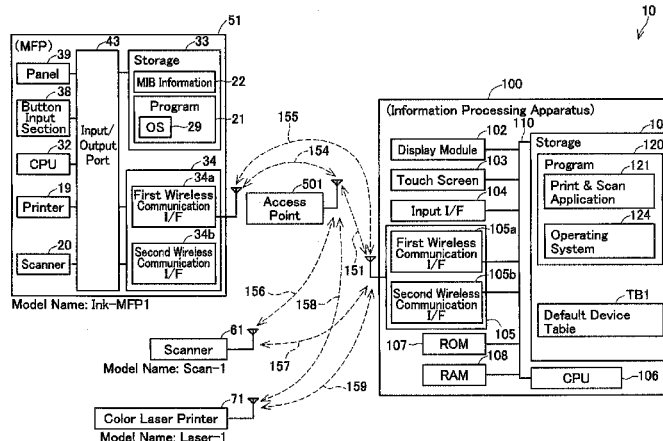 10
51
(MFP)
43
33
39
Panel
38
Button
Input
Section
32
CPU
19
Printer
20
Scanner
Input/
Output
Port
Storage
MIB Information
22
Program
OS
29
21
34
34a
First Wireless
Communication
I/F
34b
Second Wireless
Communication
I/F
Model Name: Ink-MFP1
155
154
501
Access
Point
151
156
158
61
Scanner
157
Model Name: Scan-1
71
159
Color Laser Printer
Model Name: Laser-1
100
(Information Processing Apparatus)
110
102
Display Module
103
Touch Screen
104
Input I/F
105a
First Wireless
Communication
I/F
105b
Second Wireless
Communication
I/F
105
107
ROM
108
RAM
10
Storage
120
Program
121
Print & Scan
Application
124
Operating
System
TB1
Default Device
Table
CPU
106